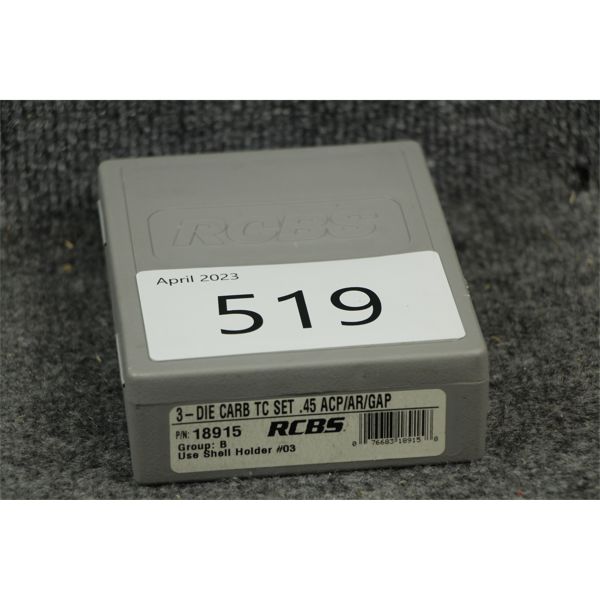 RCBS
April 2023
519
3-DIE CARB TC SET .45 ACP/AR/GAP
P/N: 18915 RCBS
Group: B
Use Shell Holder #03
0 76683 18915 0